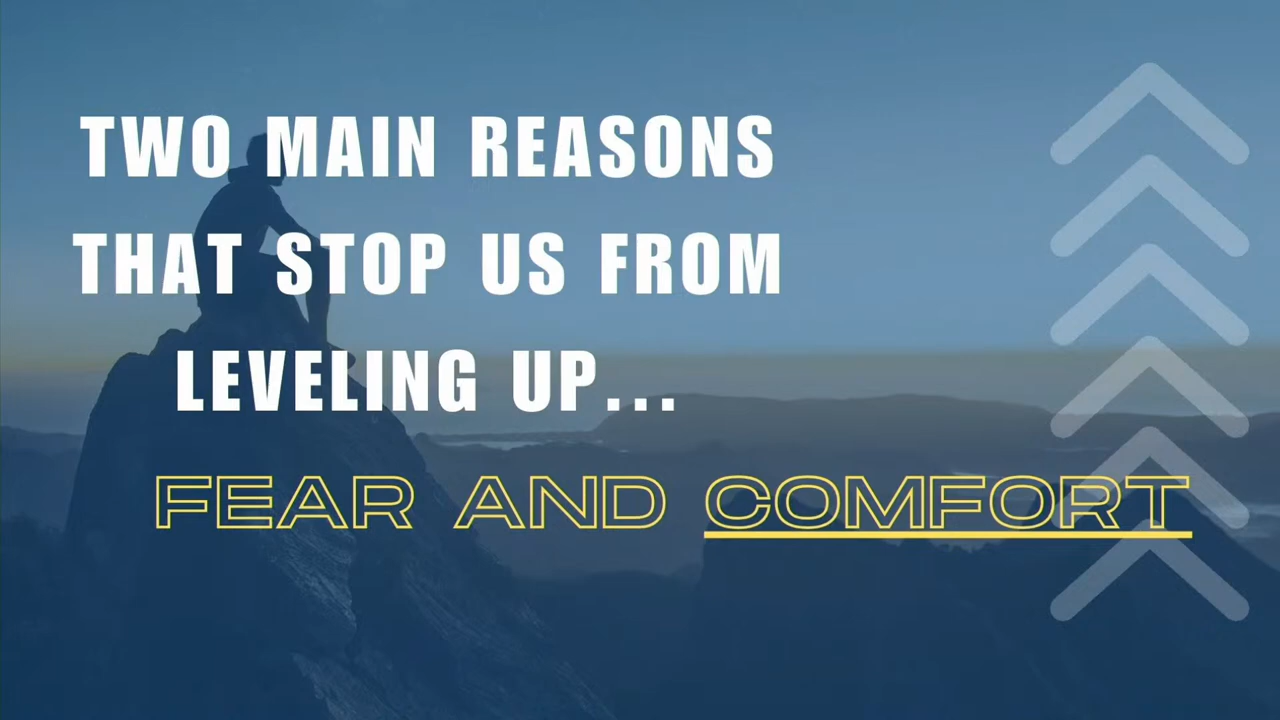 TWO MAIN REASONS
THAT STOP US FROM
LEVELING UP...
FEAR AND COMFORT